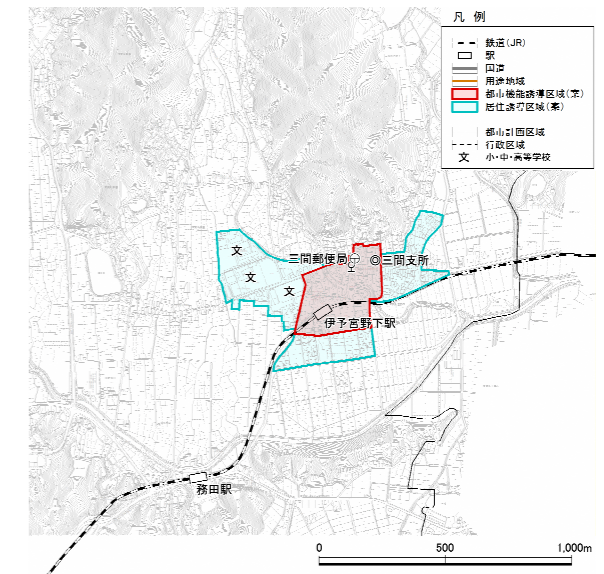 凡 例
鉄道(JR)
駅
国道
用途地域
都市機能誘導区域(案)
居住誘導区域(案)
都市計画区域
行政区域
文 小・中・高等学校
文
文
文
三間郵便局
◎三間支所
伊予宮野下駅
務田駅
0 500 1,000m